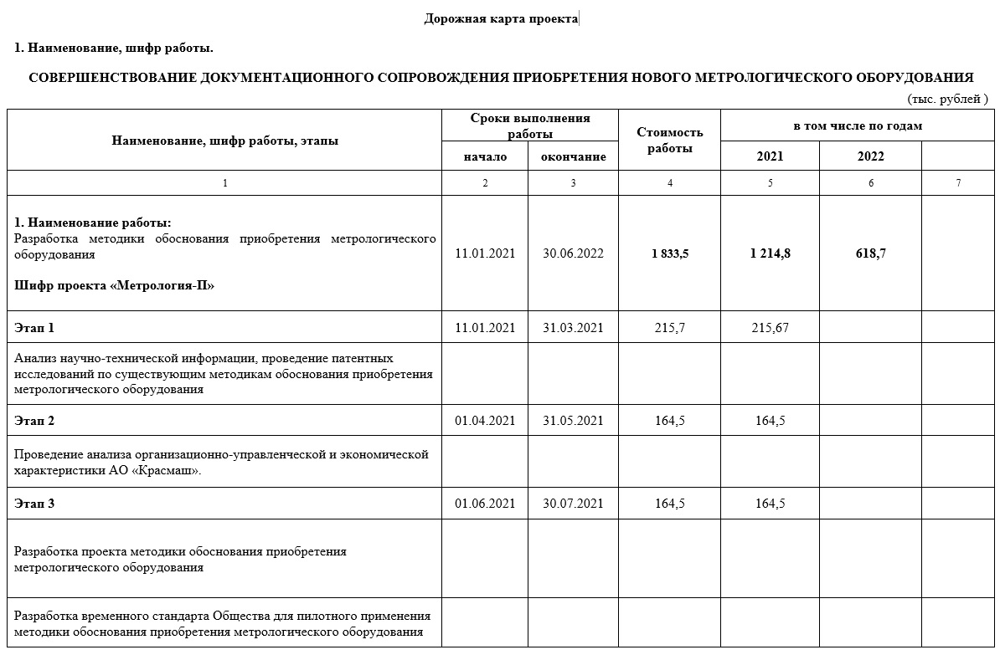 Дорожная карта проекта
1. Наименование, шифр работы.
СОВЕРШЕНСТВОВАНИЕ ДОКУМЕНТАЦИОННОГО СОПРОВОЖДЕНИЯ ПРИОБРЕТЕНИЯ НОВОГО МЕТРОЛОГИЧЕСКОГО ОБОРУДОВАНИЯ
(тыс. рублей )
Наименование, шифр работы, этапы
Сроки выполнения
работы
Стоимость
работы
в том числе по годам
начало окончание 2021 2022
1 2 3 4 5 6 7
1. Наименование работы:
Разработка методики обоснования приобретения метрологического
оборудования
11.01.2021 30.06.2022 1 833,5 1 214,8 618,7
Шифр проекта «Метрология-П»
Этап 1 11.01.2021 31.03.2021 215,7 215,67
Анализ научно-технической информации, проведение патентных
исследований по существующим методикам обоснования приобретения
метрологического оборудования
Этап 2 01.04.2021 31.05.2021 164,5 164,5
Проведение анализа организационно-управленческой и экономической
характеристики АО «Красмаш».
Этап 3 01.06.2021 30.07.2021 164,5 164,5
Разработка проекта методики обоснования приобретения
метрологического оборудования
Разработка временного стандарта Общества для пилотного применения
методики обоснования приобретения метрологического оборудования